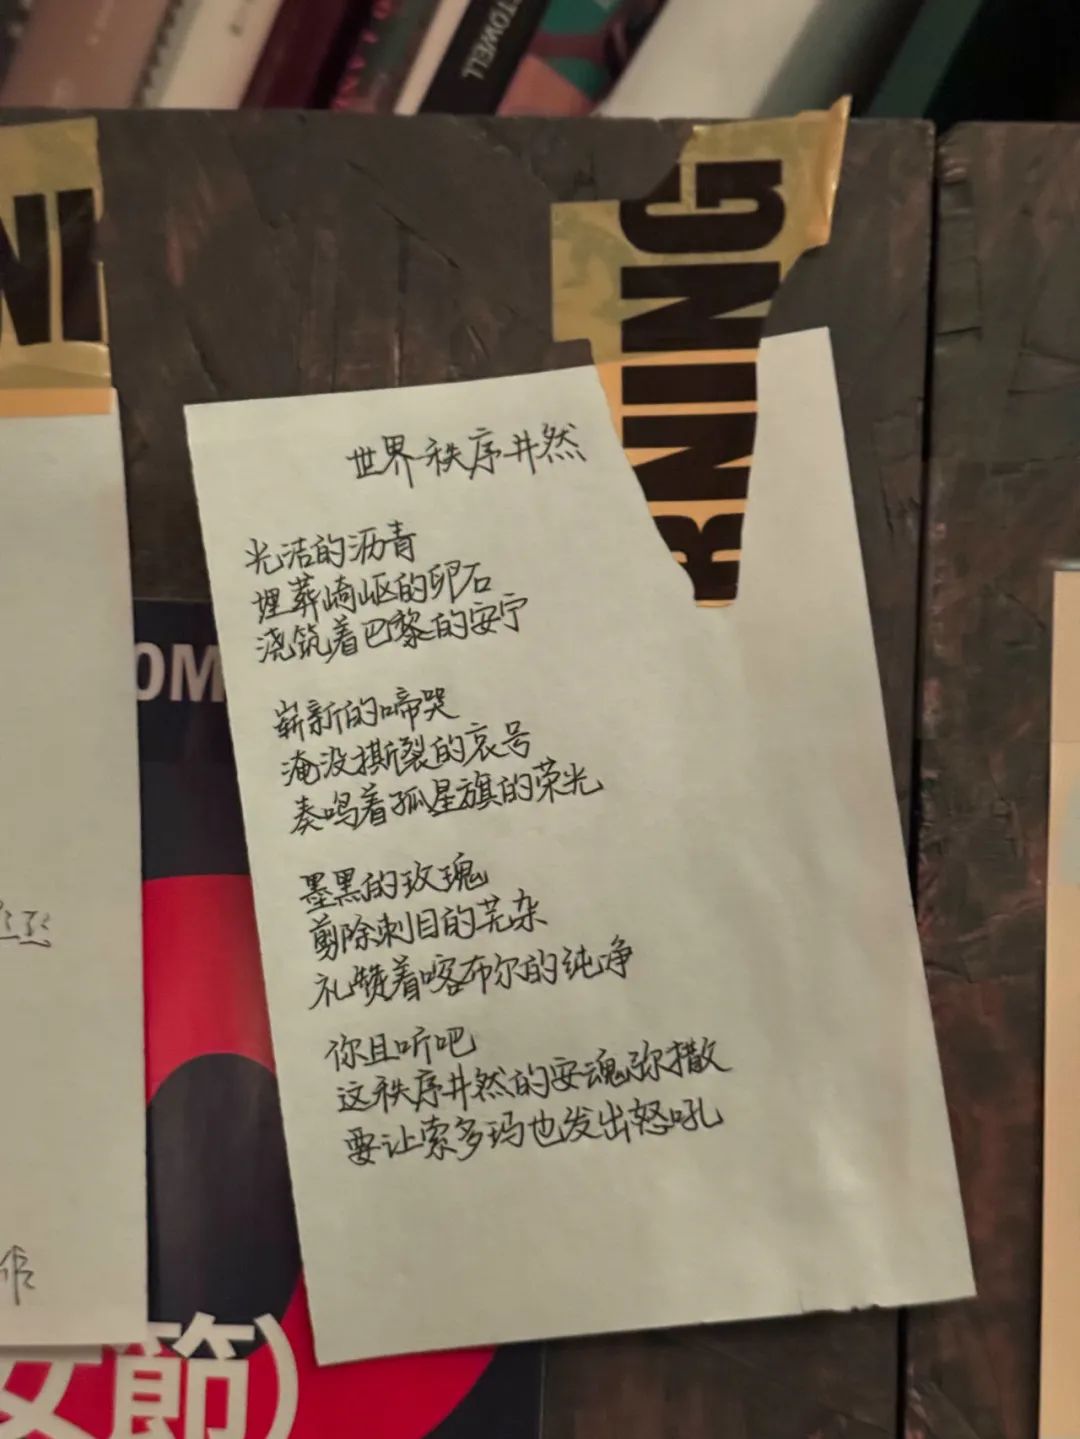 TOWELL
NI
RNING
世界秩序井然
光洁的沥青
埋葬崎岖的卵石
浇筑着巴黎的安宁
崭新的啼哭
淹没撕裂的哀号
奏鸣着孤星旗的荣光
墨黑的玫瑰
剪除刺目的芜杂
礼赞着喀布尔的纯净
你且听吧
这秩序井然的安魂弥撒
要让索多玛也发出怒吼
OM
女節)